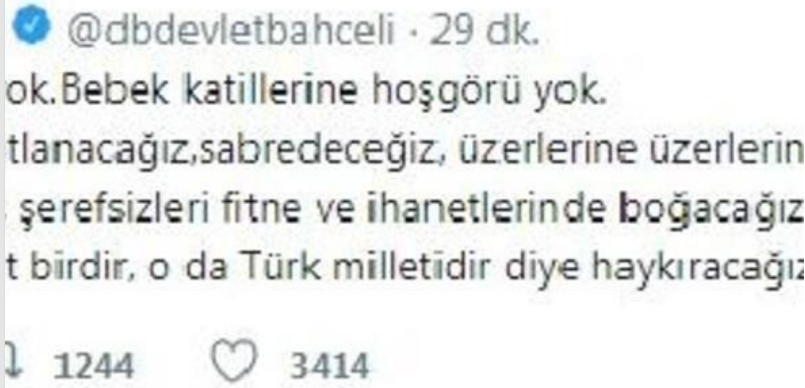 @dbdevletbahceli · 29 dk.
ok.Bebek katillerine hoşgörü yok.
tlanacağız,sabredeceğiz, üzerlerine üzerlerin
şerefsizleri fitne ve ihanetlerinde boğacağız
t birdir, o da Türk milletidir diye haykıracağız
1244 3414